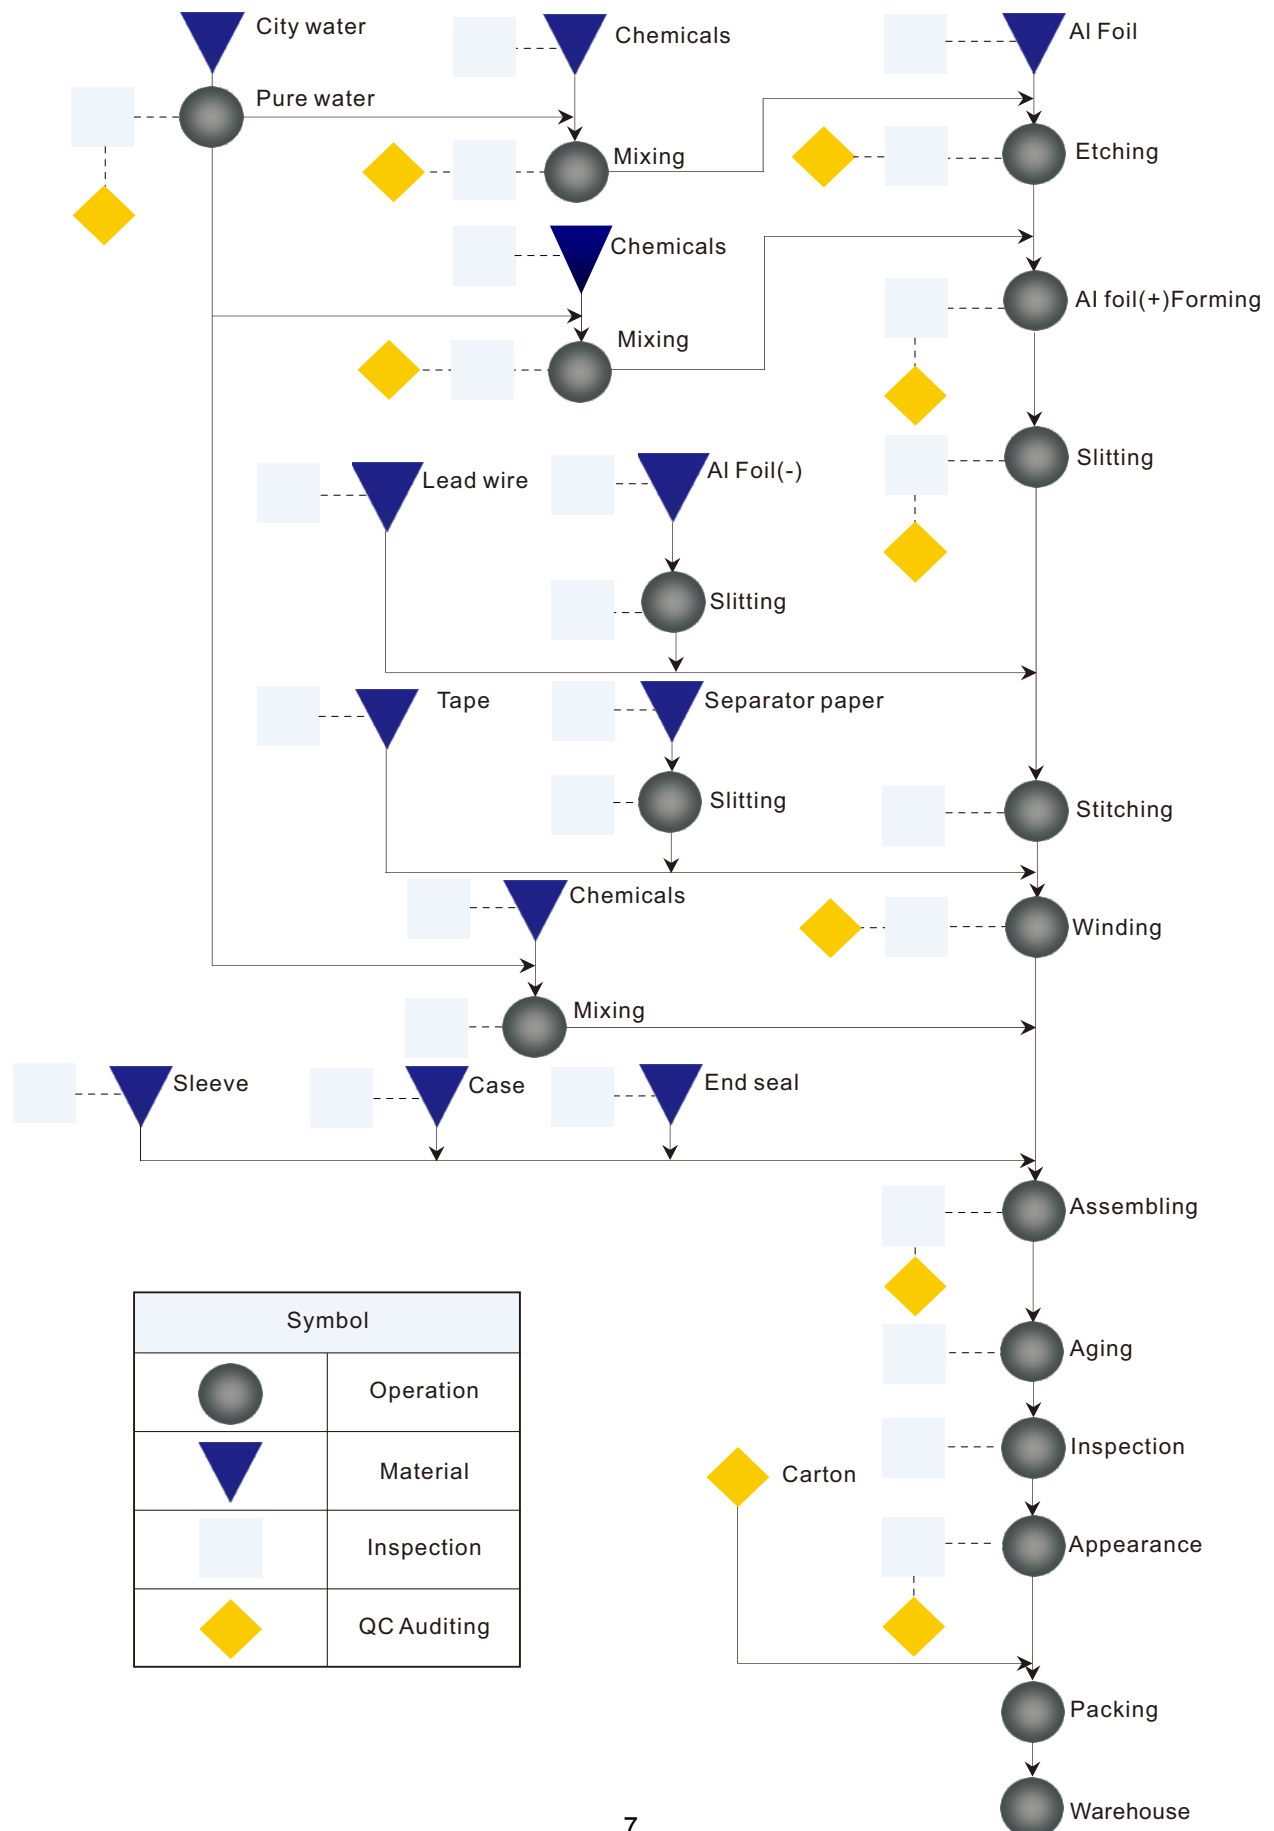 City water
Chemicals
Al Foil
Pure water
Mixing
Etching
Chemicals
Al foil(+)Forming
Mixing
Slitting
Lead wire
Al Foil(-)
Slitting
Tape
Separator paper
Slitting
Stitching
Chemicals
Winding
Mixing
Sleeve
Case
End seal
Assembling
Symbol
Aging
Operation
Inspection
Material
Carton
Inspection
Appearance
QC Auditing
Packing
Warehouse
7